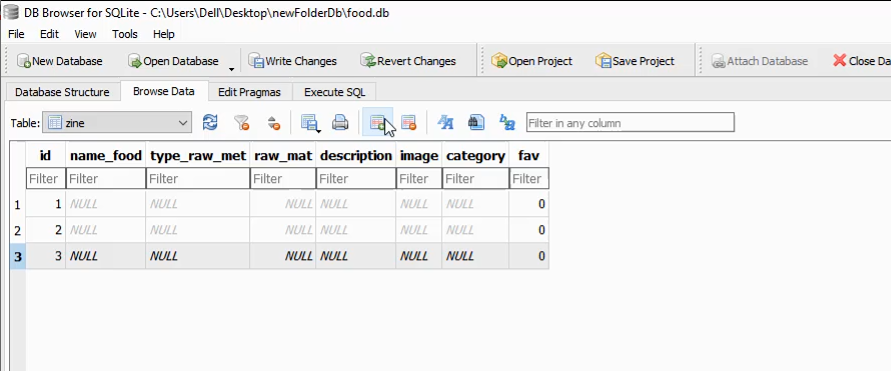 DB Browser for SQLite - C:\Users\Dell\Desktop\newFolderDb\food.db
File Edit View Tools Help
New Database Open Database Write Changes Revert Changes Open Project Save Project Attach Database Close Da
Database Structure Browse Data Edit Pragmas Execute SQL
Table: zine Filter in any column
id name_food type_raw_met raw_mat description image category fav
Filter Filter Filter Filter Filter Filter Filter Filter
1 1 NULL NULL NULL NULL NULL NULL 0
2 2 NULL NULL NULL NULL NULL NULL 0
3 3 NULL NULL NULL NULL NULL NULL 0